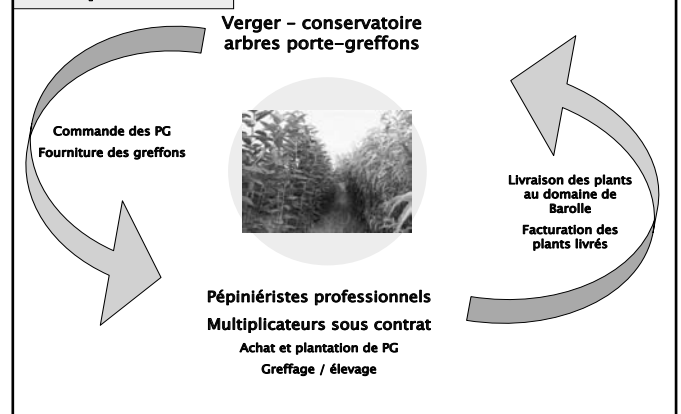 Verger – conservatoire
arbres porte-greffons
Commande des PG
Fourniture des greffons
Livraison des plants
au domaine de
Barolle
Facturation des
plants livrés
Pépiniéristes professionnels
Multiplicateurs sous contrat
Achat et plantation de PG
Greffage / élevage